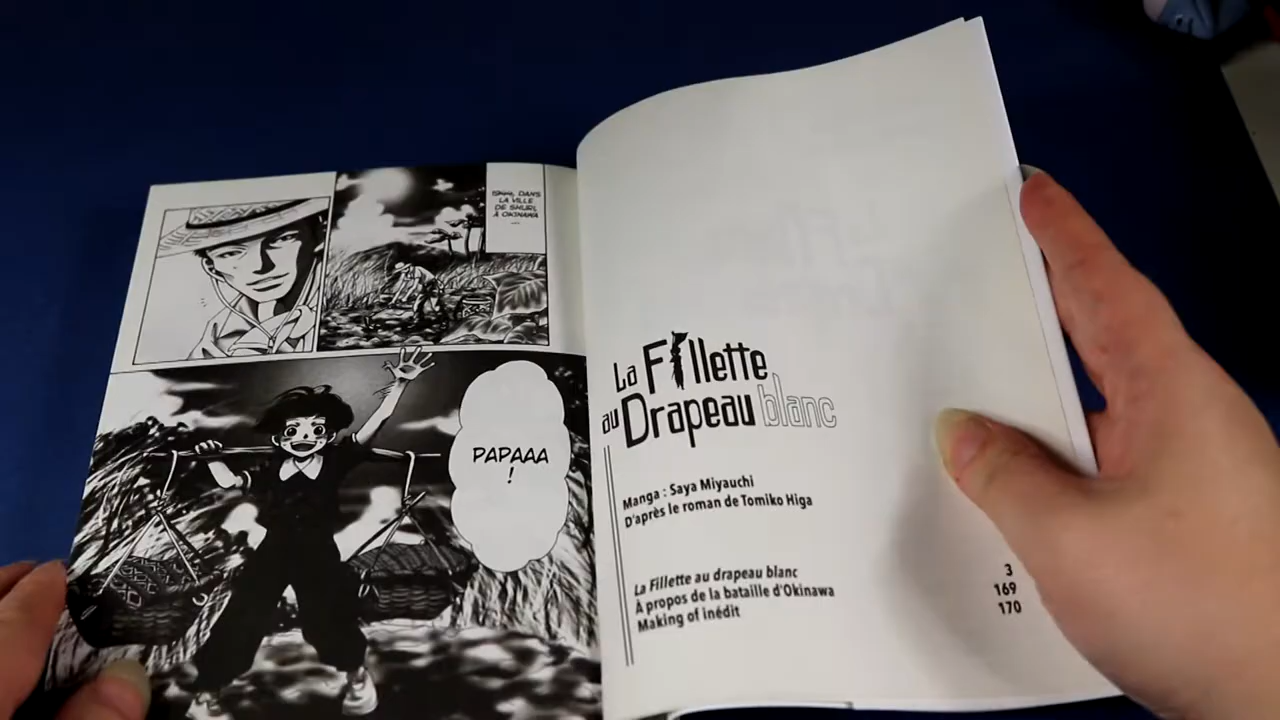 DANS
LA VILLE
DE SHURI,
À OKINAWA
...
PAPAAA
!
La Fillette
au Drapeau blanc
Manga : Saya Miyauchi
D'après le roman de Tomiko Higa
La Fillette au drapeau blanc 3
À propos de la bataille d'Okinawa 169
Making of inédit 170